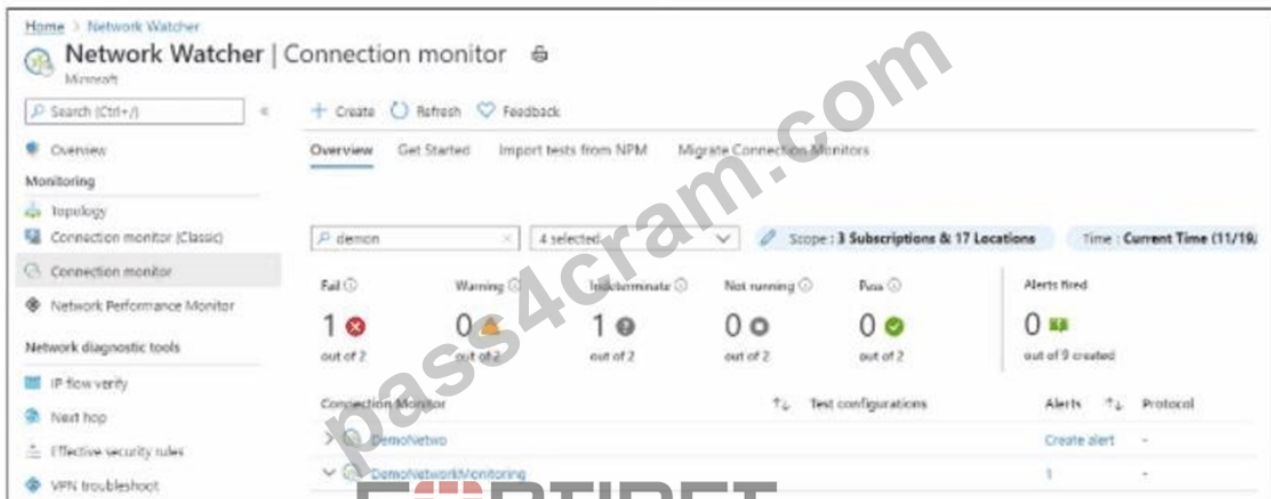 Home > Network Watcher
Network Watcher | Connection monitor
Microsoft
Search (Ctrl+/)
«
+ Create Refresh Feedback
Overview
Overview Get Started Import tests from NPM Migrate Connection Monitors
Monitoring
Topology
Connection monitor (Classic)
demon × 4 selected Scope : 3 Subscriptions & 17 Locations Time : Current Time (11/19/
Connection monitor
Fail Warning Indeterminate Not running Pass Alerts fired
Network Performance Monitor
1 0 1 0 0 0
Network diagnostic tools
out of 2 out of 2 out of 2 out of 2 out of 2 out of 9 created
IP flow verify
Next hop
Connection Monitor Test configurations Alerts Protocol
Effective security rules
> DemoNetwo Create alert -
VPN troubleshoot
DemoNetworkMonitoring 1 -
pass4cram.com
FORTINET